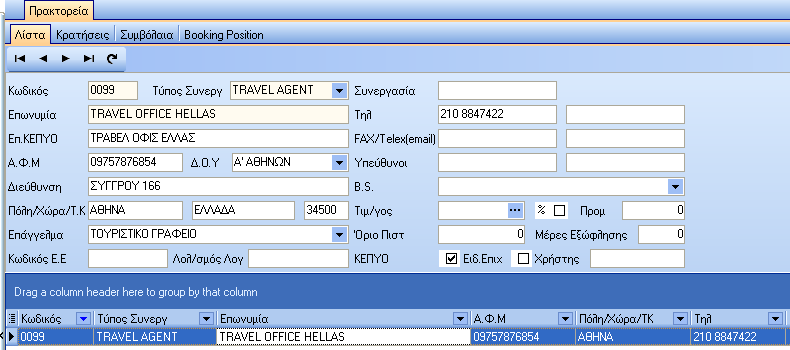 Πρακτορεία
Λίστα Κρατήσεις Συμβόλαια Booking Position
Κωδικός 0099 Τύπος Συνεργ TRAVEL AGENT Συνεργασία
Επωνυμία TRAVEL OFFICE HELLAS Τηλ 210 8847422
Επ.ΚΕΠΥΟ ΤΡΑΒΕΛ ΟΦΙΣ ΕΛΛΑΣ FAX/Telex(email)
Α.Φ.Μ 09757876854 Δ.Ο.Υ Α' ΑΘΗΝΩΝ Υπεύθυνοι
Διεύθυνση ΣΥΓΓΡΟΥ 166 B.S.
Πόλη/Χώρα/Τ.Κ ΑΘΗΝΑ ΕΛΛΑΔΑ 34500 Τιμ/γος ... % Προμ 0
Επάγγελμα ΤΟΥΡΙΣΤΙΚΟ ΓΡΑΦΕΙΟ Όριο Πιστ 0 Μέρες Εξώφλησης 0
Κωδικός Ε.Ε Λογ/σμός Λογ ΚΕΠΥΟ Ειδ.Επιχ Χρήστης
Drag a column header here to group by that column
Κωδικός Τύπος Συνεργ Επωνυμία Α.Φ.Μ Πόλη/Χώρα/ΤΚ Τηλ
0099 TRAVEL AGENT TRAVEL OFFICE HELLAS 09757876854 ΑΘΗΝΑ 210 8847422